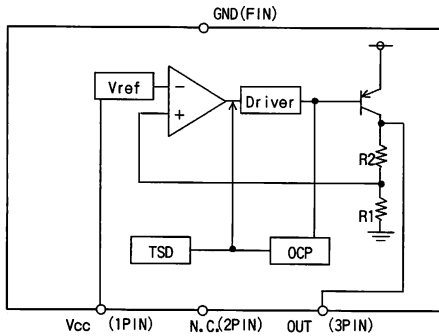 GND(FIN)
Vref
−
+
Driver
R2
R1
TSD
OCP
Vcc (1PIN)
N.C.(2PIN)
OUT (3PIN)